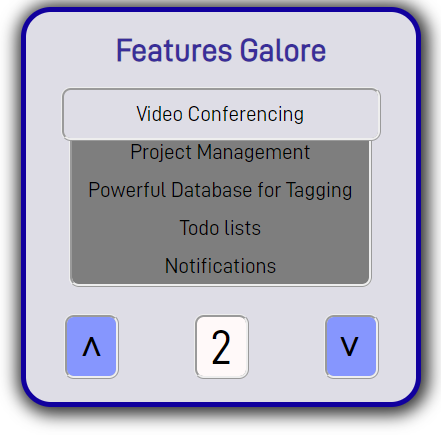 Features Galore
Video Conferencing
Project Management
Powerful Database for Tagging
Todo lists
Notifications
< 2 >